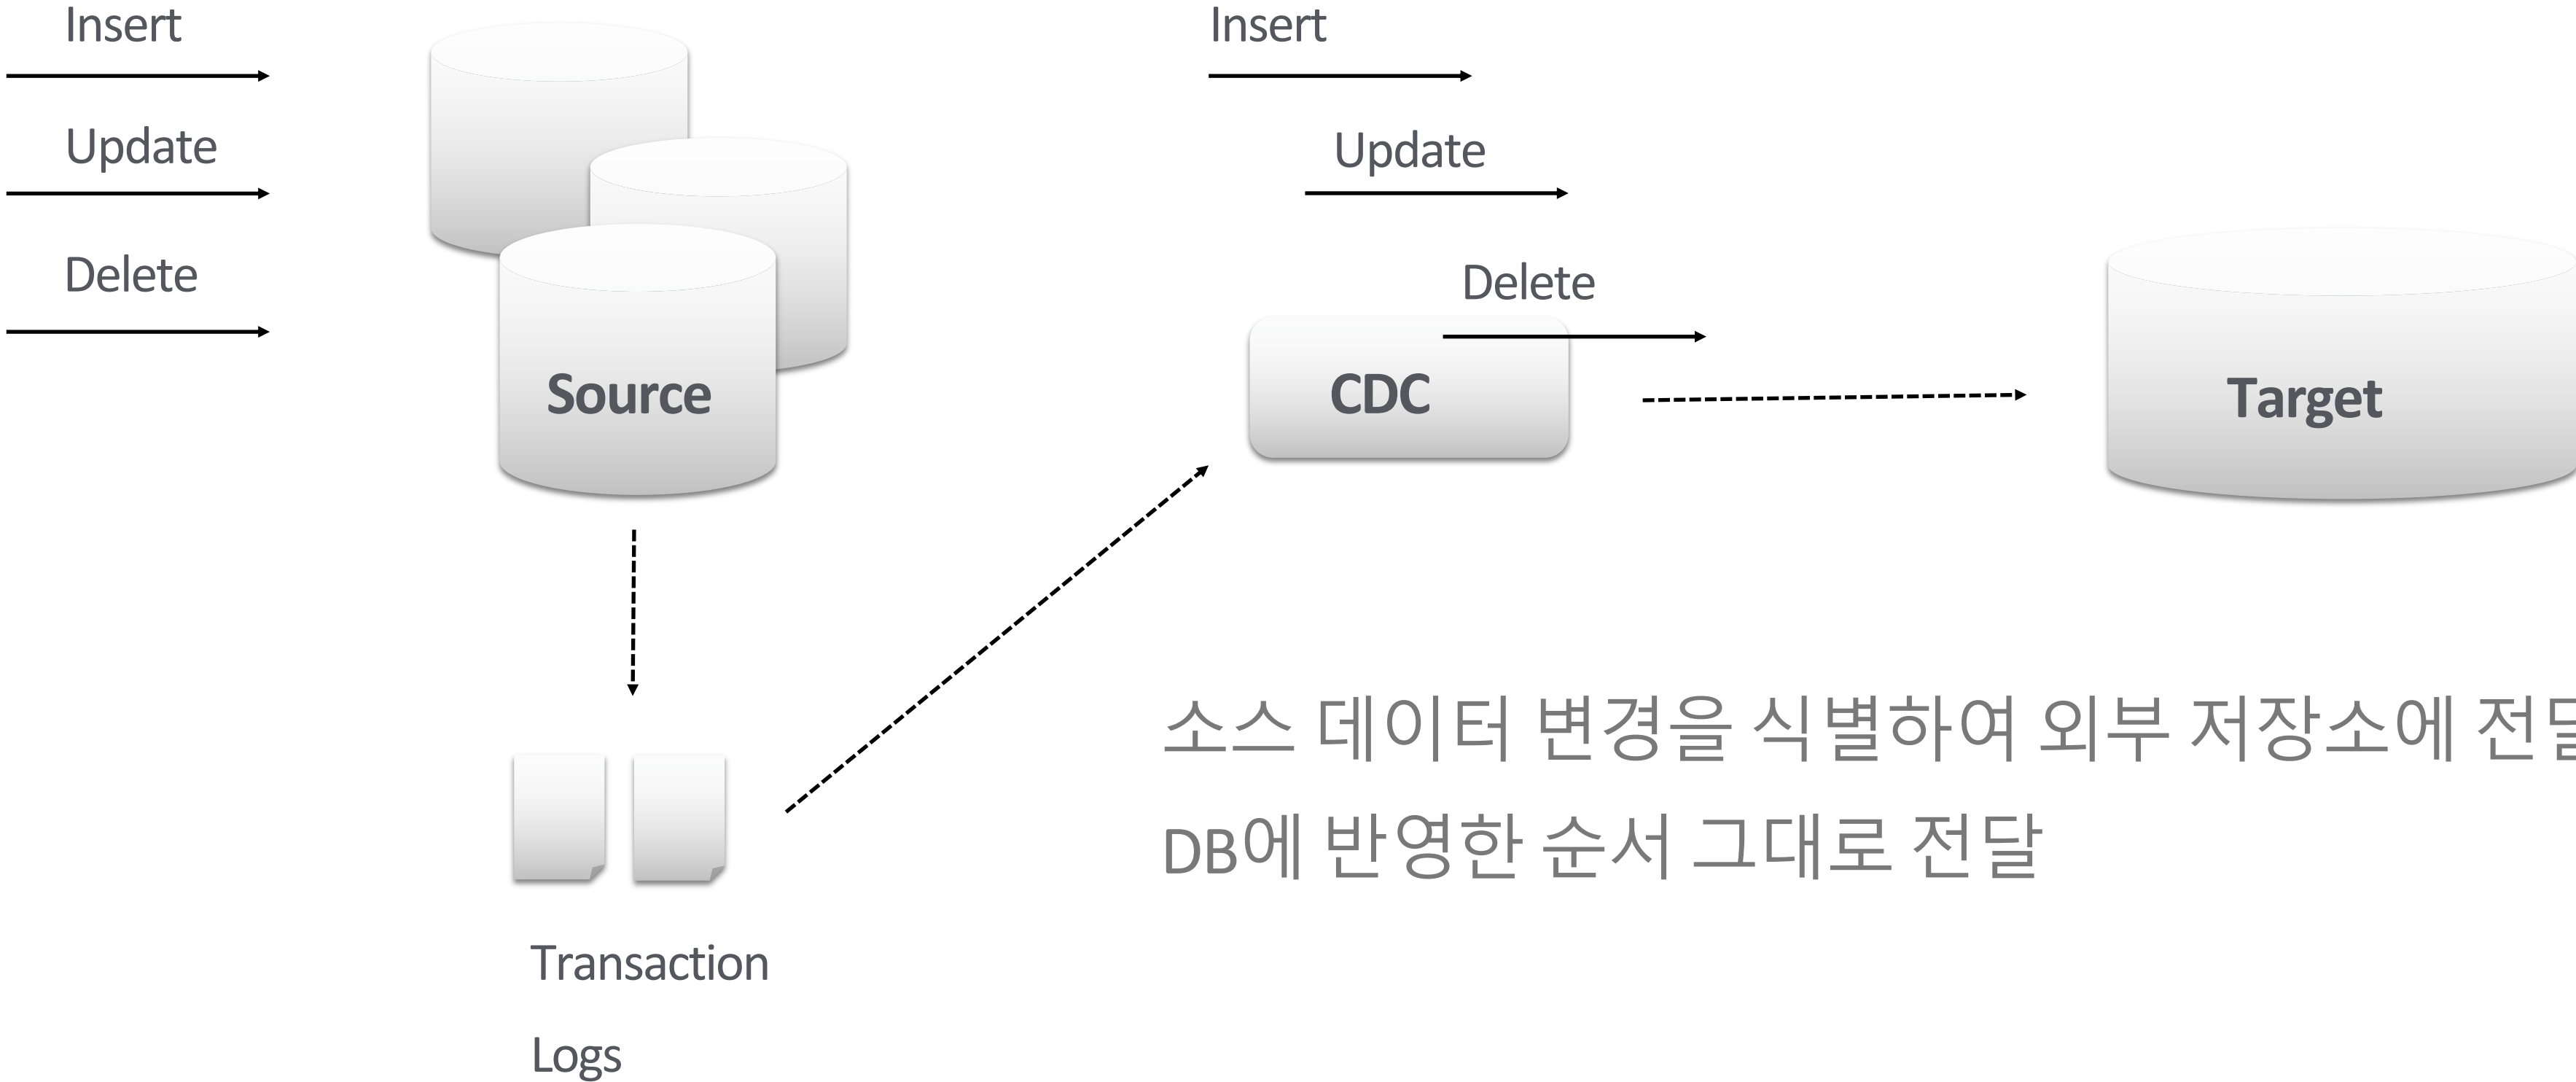 Insert
Update
Delete
Source
Insert
Update
Delete
CDC
Target
Transaction
Logs
소스 데이터 변경을 식별하여 외부 저장소에
DB에 반영한 순서 그대로 전달